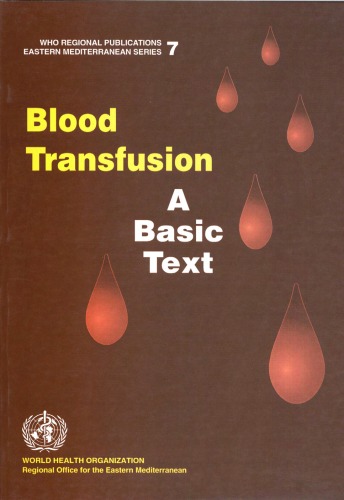 WHO REGIONAL PUBLICATIONS
EASTERN MEDITERRANEAN SERIES 7
Blood
Transfusion
A
Basic
Text
WORLD HEALTH ORGANIZATION
Regional Office for the Eastern Mediterranean